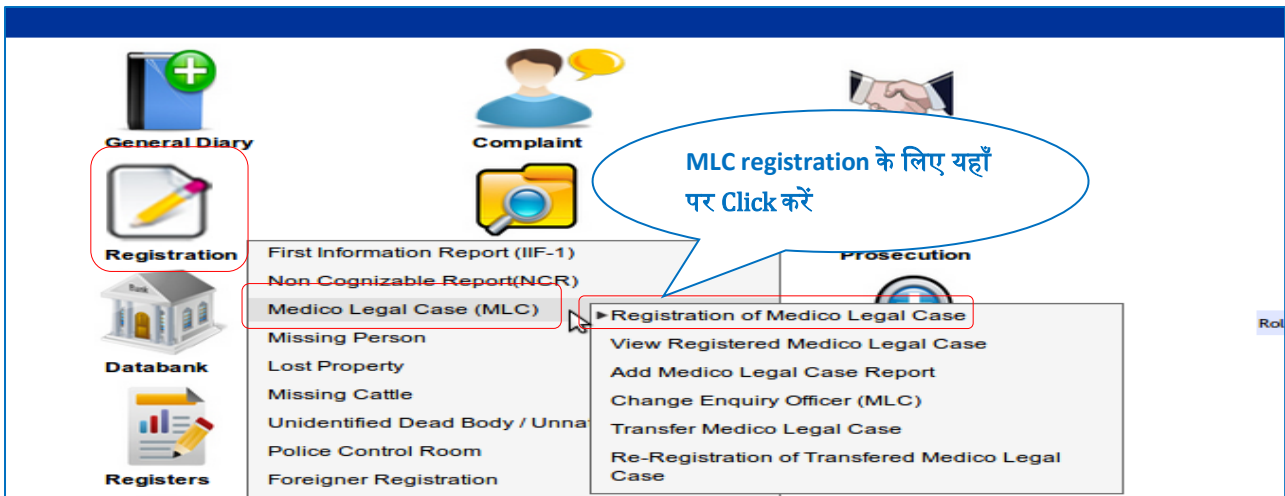 General Diary
Complaint
MLC registration के लिए यहाँ
पर Click करें
Registration
Prosecution
First Information Report (IIF-1)
Non Cognizable Report(NCR)
Medico Legal Case (MLC)
Missing Person
Lost Property
Missing Cattle
Unidentified Dead Body / Unna
Police Control Room
Foreigner Registration
Registration of Medico Legal Case
View Registered Medico Legal Case
Add Medico Legal Case Report
Change Enquiry Officer (MLC)
Transfer Medico Legal Case
Re-Registration of Transfered Medico Legal
Case
Bank
Databank
Registers
Rol